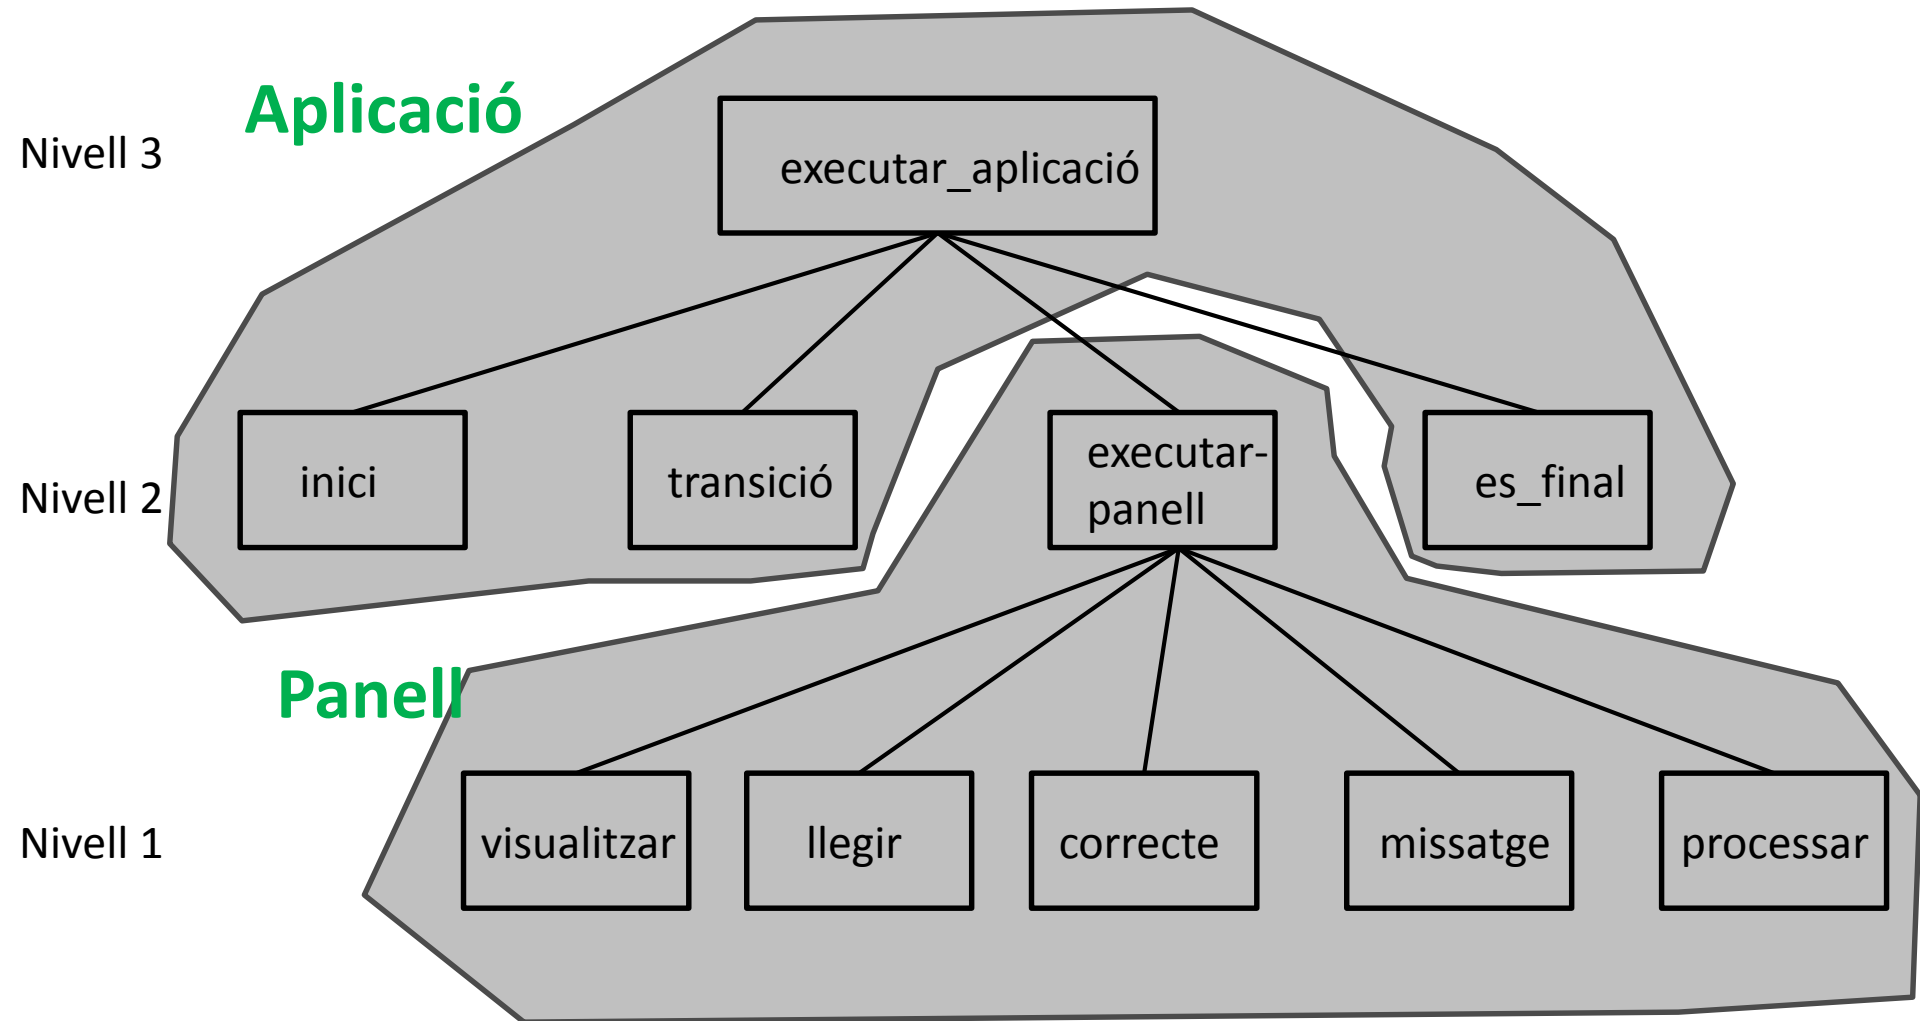 Aplicació
Nivell 3
executar_aplicació
Nivell 2
inici
transició
executar-
panell
es_final
Panell
Nivell 1
visualitzar
llegir
correcte
missatge
processar